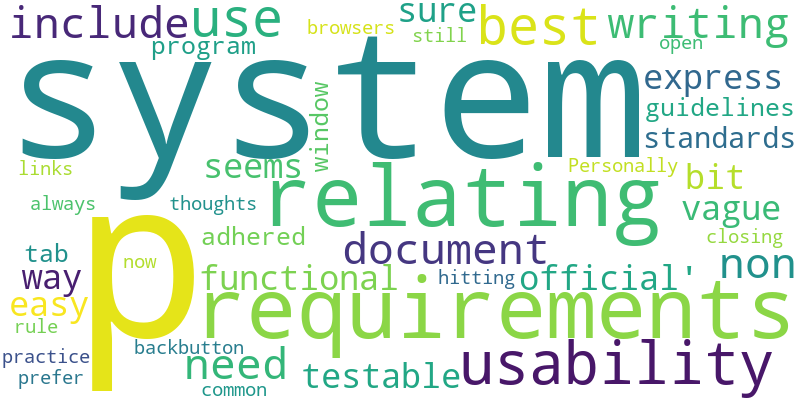 include
use
sure
browsers
still
best
writing
open
program
system
express
guidelines
standards
window
links
seems
Personally
bit
always
thoughts
relating
vague
closing
adhered
document
tab
now
way
p
functional
hitting
official'
non
easy
requirements
rule
practice
backbutton
need
usability
testable
prefer
common